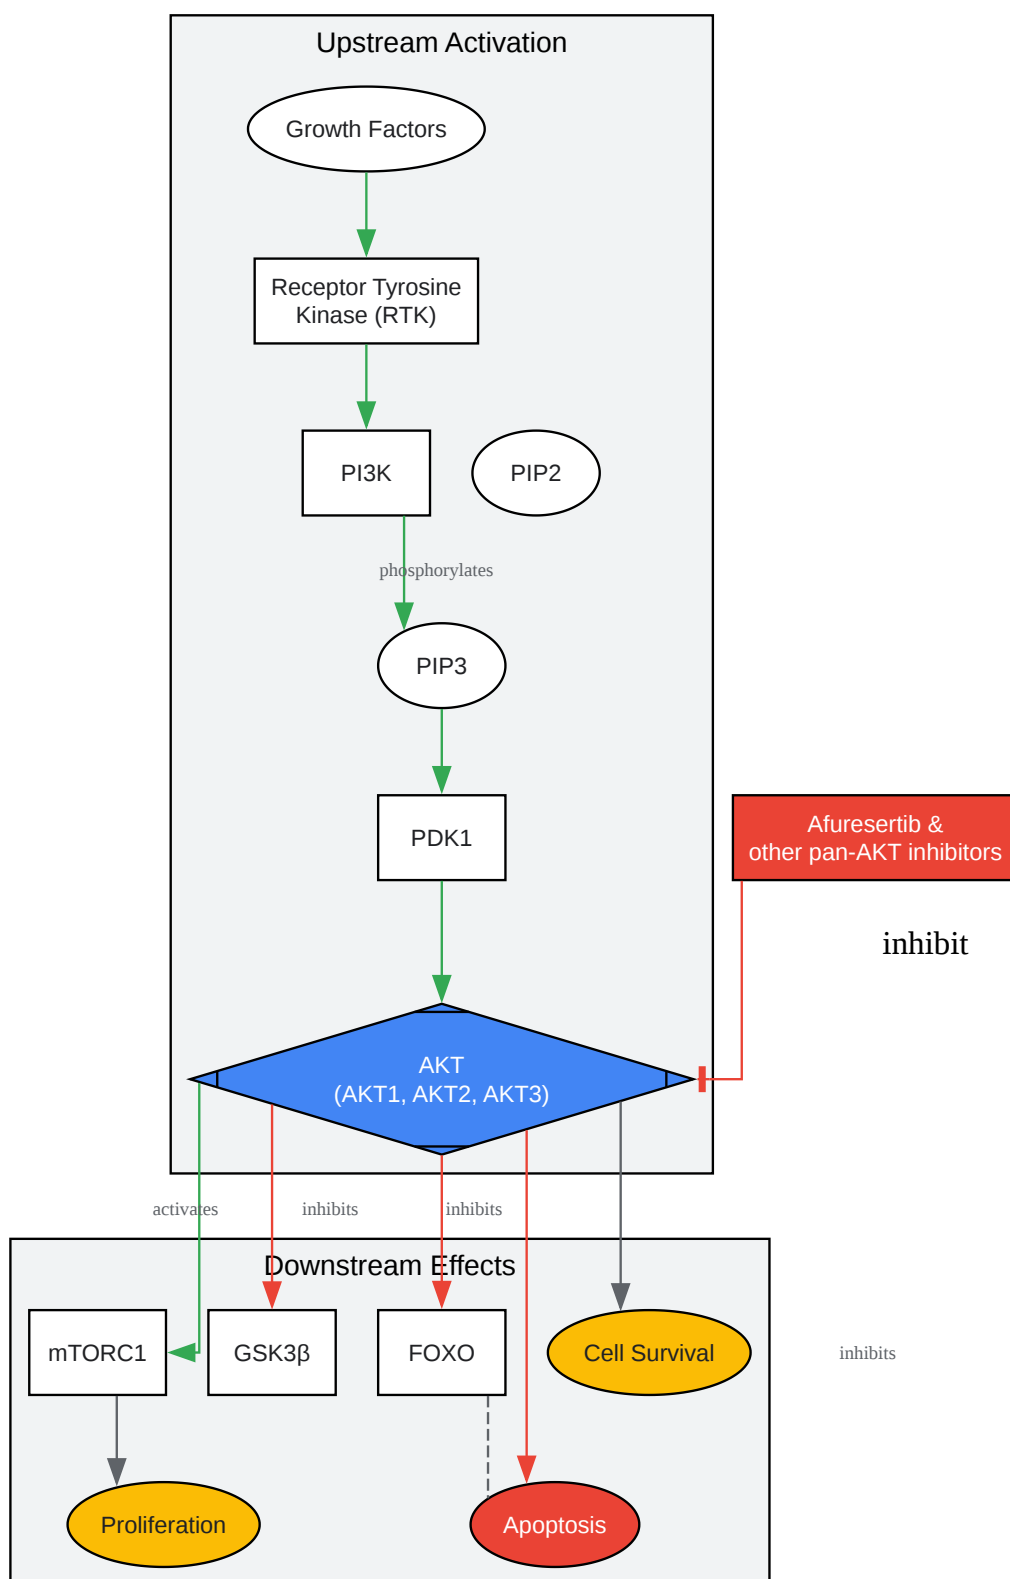 Upstream Activation
Growth Factors
Receptor Tyrosine
Kinase (RTK)
PI3K
PIP2
phosphorylates
PIP3
PDK1
Afuresertib &
other pan-AKT inhibitors
inhibit
AKT
(AKT1, AKT2, AKT3)
activates
inhibits
inhibits
Downstream Effects
mTORC1
GSK3β
FOXO
Cell Survival
inhibits
Proliferation
Apoptosis